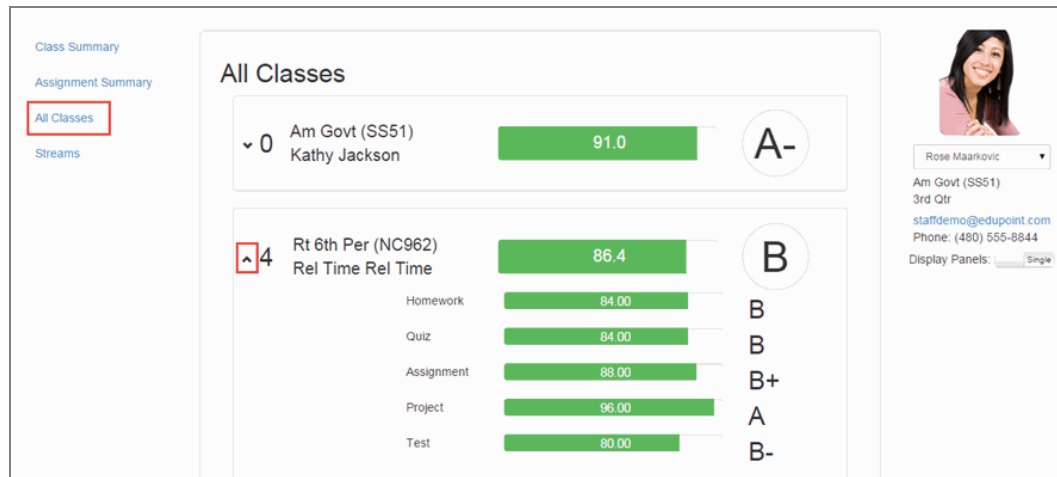 Class Summary
Assignment Summary
All Classes
Streams
All Classes
0
Am Govt (SS51)
Kathy Jackson
91.0
A-
4
Rt 6th Per (NC962)
Rel Time Rel Time
86.4
B
Homework 84.00 B
Quiz 84.00 B
Assignment 88.00 B+
Project 96.00 A
Test 80.00 B-
Rose Maarkovic
Am Govt (SS51)
3rd Qtr
staffdemo@edupoint.com
Phone: (480) 555-8844
Display Panels: Single